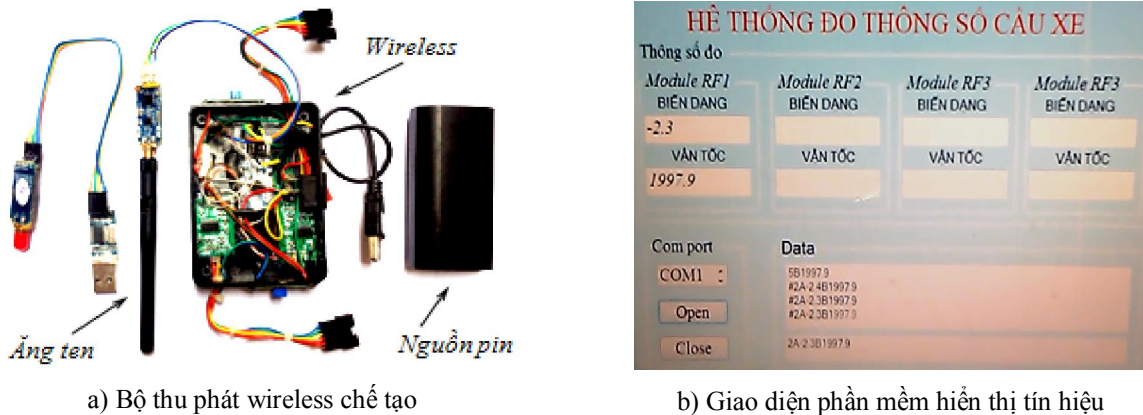 Wireless
Ăng ten
Nguồn pin
a) Bộ thu phát wireless chế tạo
HÊ THỐNG ĐO THÔNG SỐ CẦU XE
Thông số đo
Module RF1 Module RF2 Module RF3 Module RF3
BIẾN DẠNG BIẾN DẠNG BIẾN DẠNG BIẾN DẠNG
-2.3
VẬN TỐC VẬN TỐC VẬN TỐC VẬN TỐC
1997.9
Com port
COM1
Open
Close
Data
5B1997.9
#2A-2.4B1997.9
#2A-2.3B1997.9
#2A-2.3B1997.9
2A-2.3B1997.9
b) Giao diện phần mềm hiển thị tín hiệu